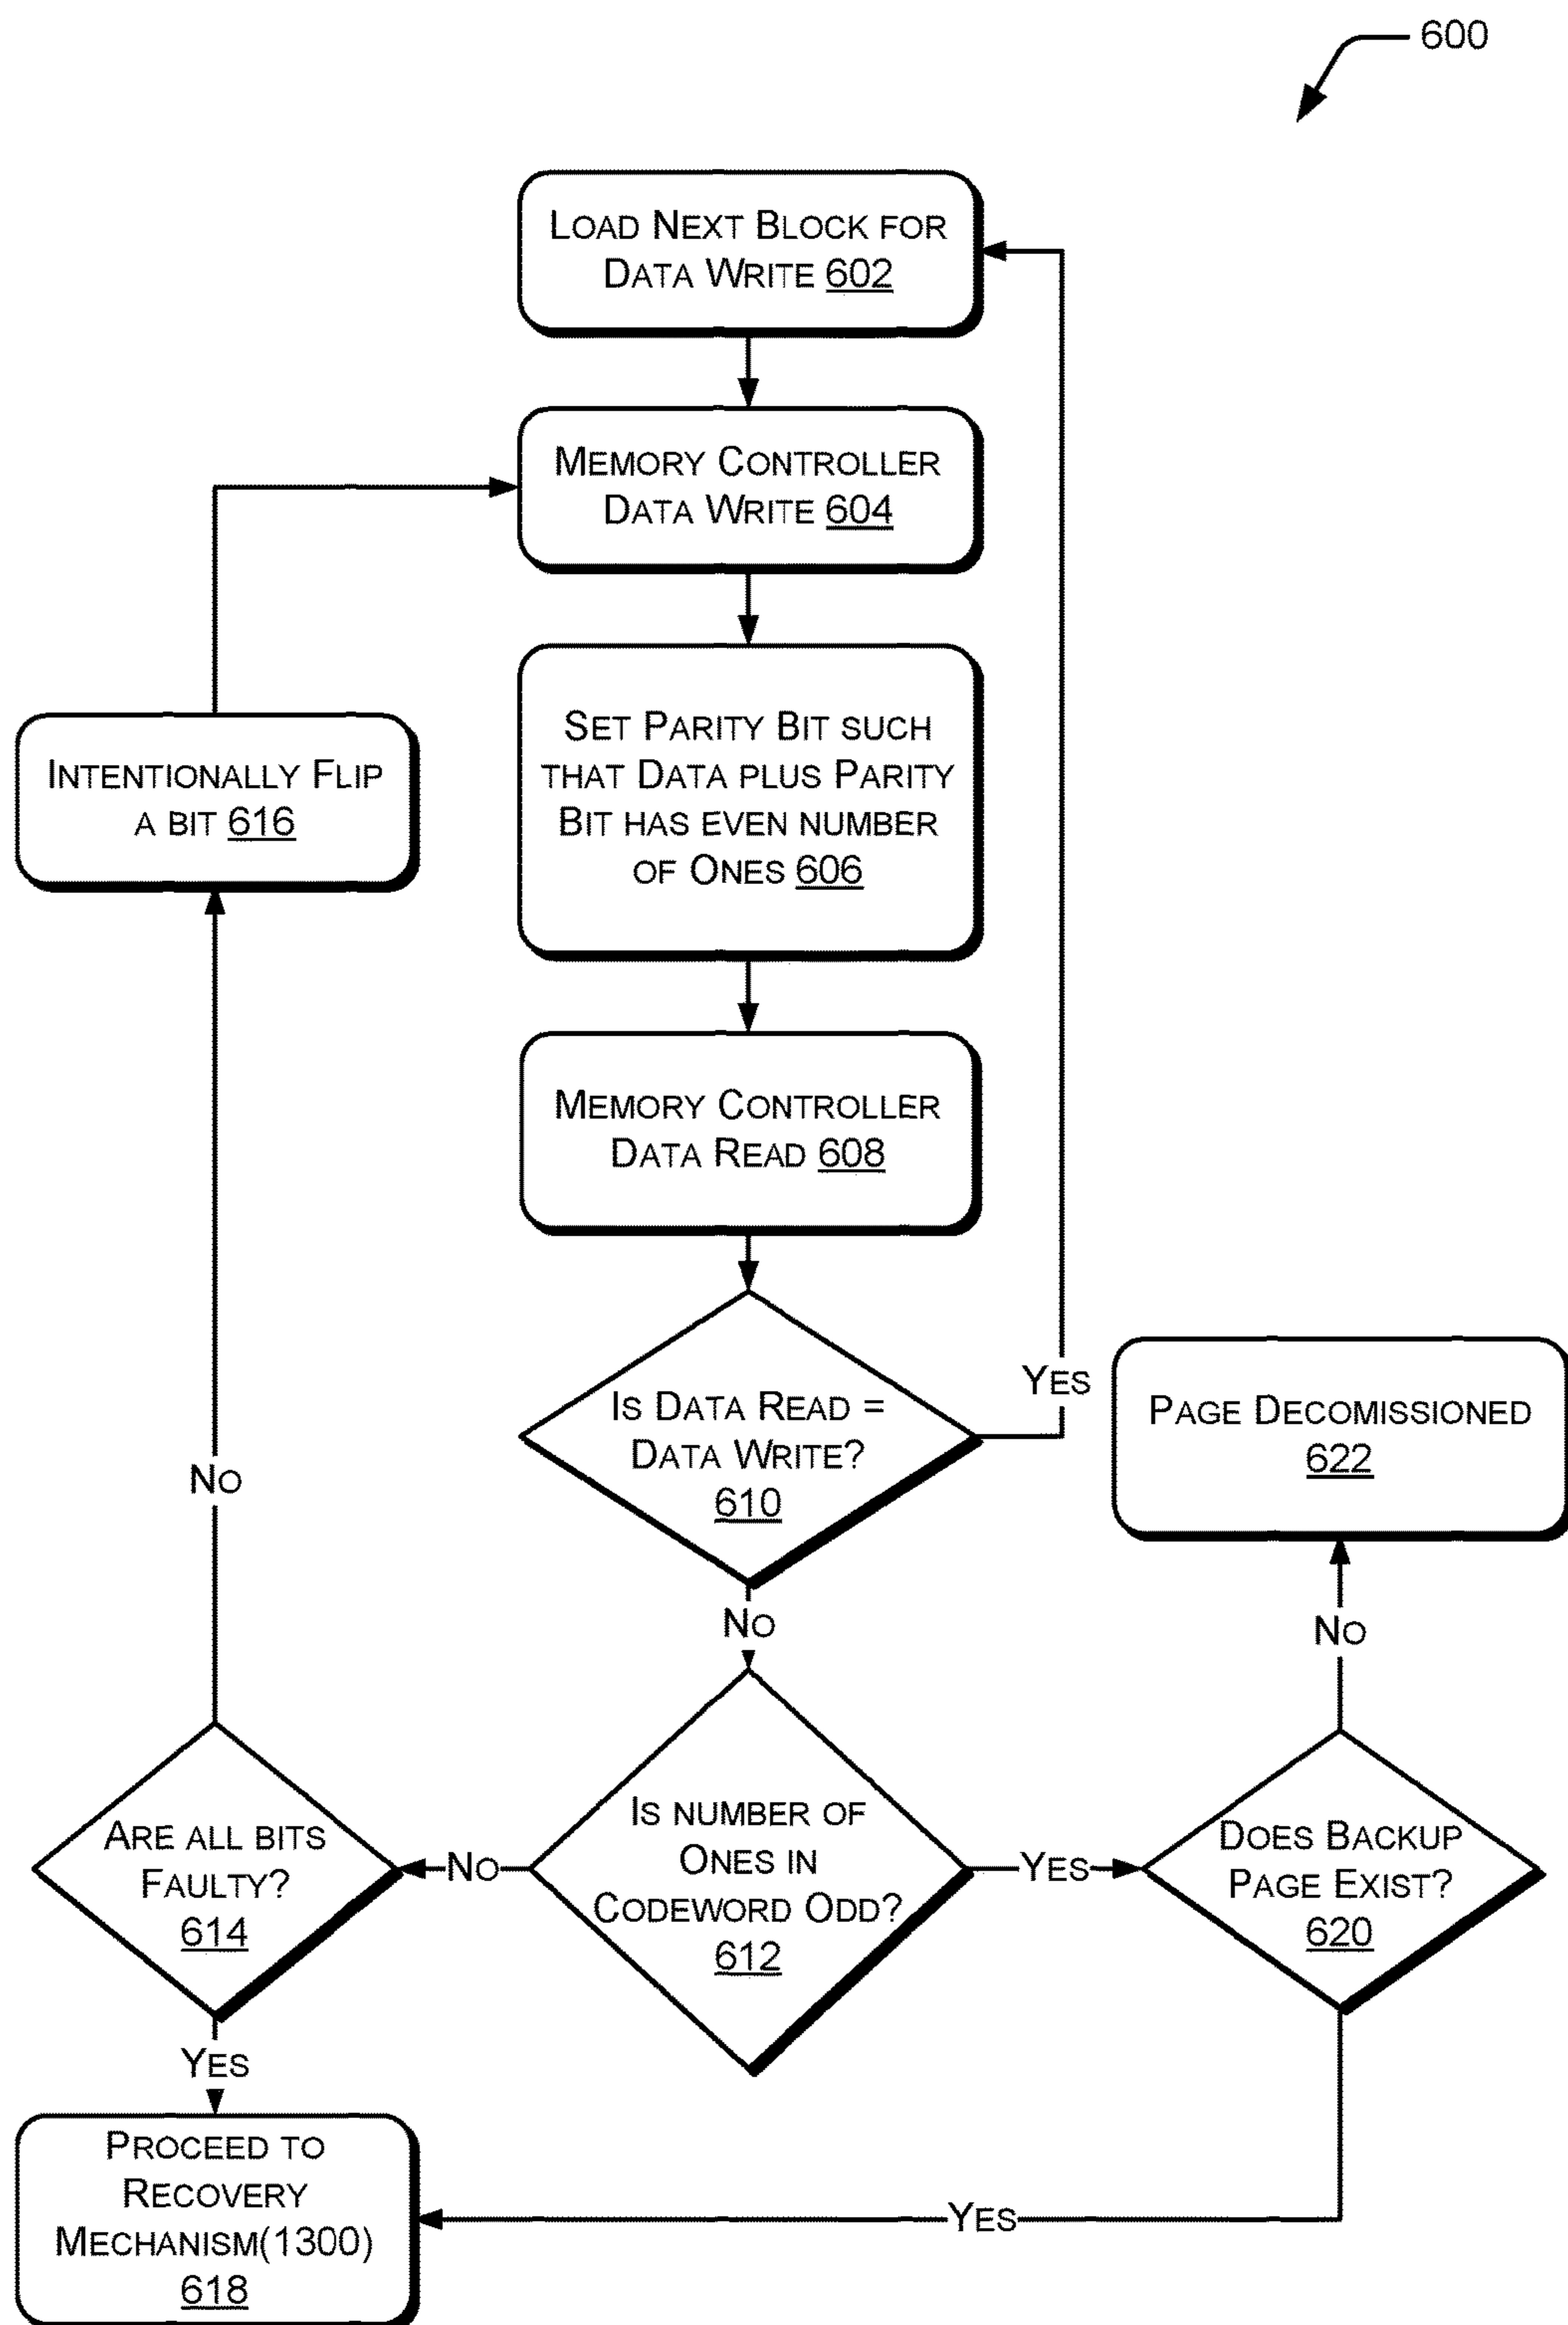 600
LOAD NEXT BLOCK FOR
DATA WRITE 602
MEMORY CONTROLLER
DATA WRITE 604
SET PARITY BIT SUCH
THAT DATA PLUS PARITY
BIT HAS EVEN NUMBER
OF ONES 606
INTENTIONALLY FLIP
A BIT 616
MEMORY CONTROLLER
DATA READ 608
IS DATA READ =
DATA WRITE?
610
YES
PAGE DECOMISSIONED
622
NO
NO
NO
IS NUMBER OF
ONES IN
CODEWORD ODD?
612
NO
YES
ARE ALL BITS
FAULTY?
614
DOES BACKUP
PAGE EXIST?
620
YES
YES
PROCEED TO
RECOVERY
MECHANISM(1300)
618